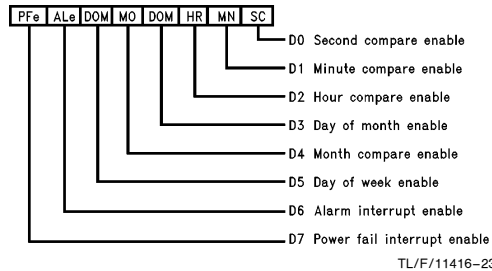 PFe ALe DOM MO DOM HR MN SC
D0 Second compare enable
D1 Minute compare enable
D2 Hour compare enable
D3 Day of month enable
D4 Month compare enable
D5 Day of week enable
D6 Alarm interrupt enable
D7 Power fail interrupt enable
TL/F/11416–23